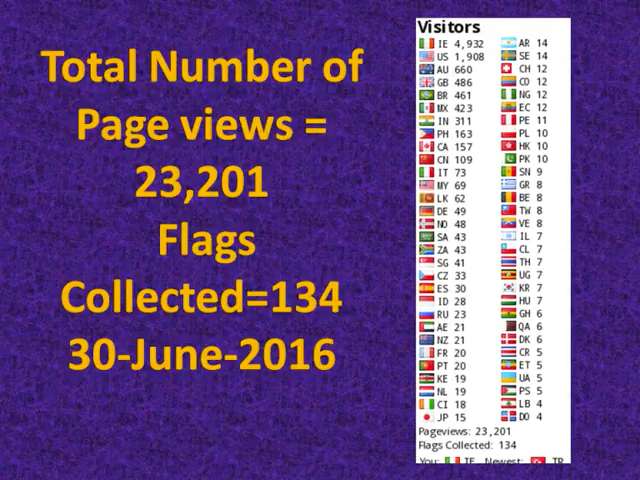 Total Number of
Page views =
23,201
Flags
Collected=134
30-June-2016
Visitors
IE 4,932
US 1,908
AU 660
GB 486
BR 461
MX 423
IN 311
PH 163
CA 157
CN 109
IT 73
MY 69
LK 62
DE 49
NO 48
SA 43
ZA 43
SG 41
CZ 33
ES 30
ID 28
RU 23
AE 21
NZ 21
FR 20
PT 20
KE 19
NL 19
CI 18
JP 15
AR 14
SE 14
CH 12
CO 12
NG 12
EC 12
PE 11
PL 10
HK 10
PK 10
SN 9
GR 8
BE 8
TW 8
VE 8
IL 7
CL 7
TH 7
UG 7
KR 7
HU 7
GH 6
QA 6
DK 6
CR 5
ET 5
UA 5
PS 5
LB 4
DO 4
Pageviews: 23,201
Flags Collected: 134
You: IE Newest: TR